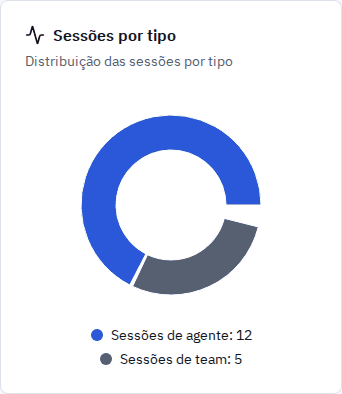 Sessões por tipo
Distribuição das sessões por tipo
Sessões de agente: 12
Sessões de team: 5